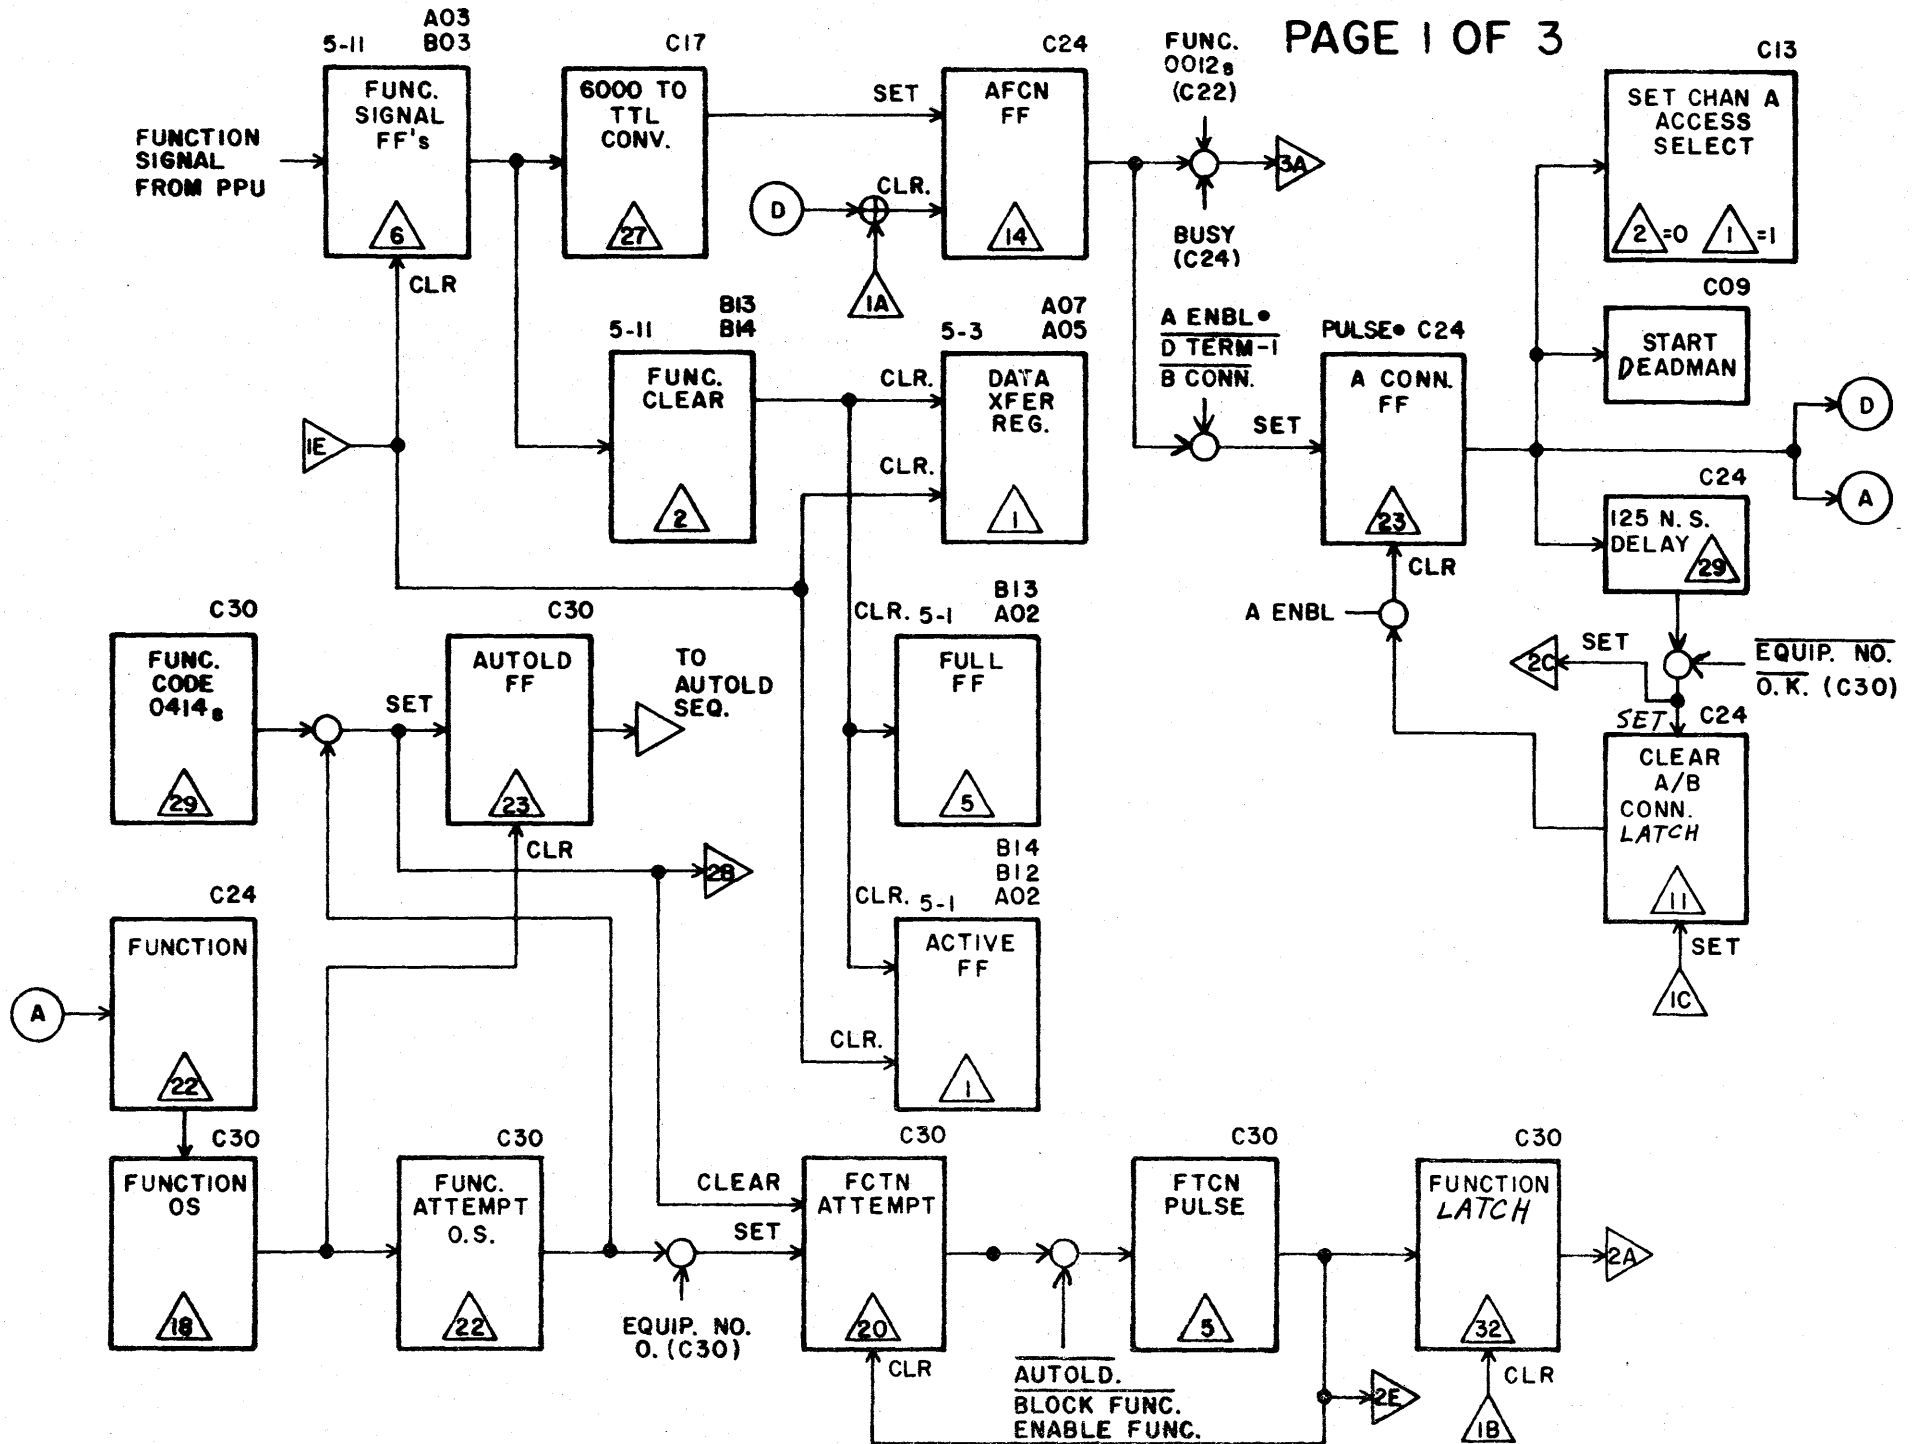 PAGE 1 OF 3
5-11
A03
B03
FUNC.
SIGNAL
FF's
6
FUNCTION
SIGNAL
FROM PPU
CLR
C17
6000 TO
TTL
CONV.
27
SET
C24
AFCN
FF
14
D
CLR.
1A
FUNC.
0012₈
(C22)
3A
BUSY
(C24)
C13
SET CHAN A
ACCESS
SELECT
2 =0
1 =1
C09
START
DEADMAN
1E
5-11
B13
B14
FUNC.
CLEAR
2
5-3
A07
A05
CLR.
DATA
XFER
REG.
CLR.
1
A ENBL•
D TERM-1
B CONN.
SET
PULSE• C24
A CONN.
FF
23
CLR
A ENBL
D
A
C24
125 N.S.
DELAY
29
2C
SET
EQUIP. NO.
O.K. (C30)
SET
C24
CLEAR
A/B
CONN.
LATCH
11
SET
1C
C30
FUNC.
CODE
0414₈
29
SET
C30
AUTOLD
FF
23
CLR
TO
AUTOLD
SEQ.
2B
CLR.
5-1
B13
A02
FULL
FF
5
CLR.
5-1
B14
B12
A02
ACTIVE
FF
CLR.
1
A
C24
FUNCTION
22
C30
FUNCTION
OS
18
C30
FUNC.
ATTEMPT
O.S.
22
CLEAR
SET
EQUIP. NO.
O. (C30)
C30
FCTN
ATTEMPT
20
CLR
AUTOLD.
BLOCK FUNC.
ENABLE FUNC.
C30
FTCN
PULSE
5
2E
C30
FUNCTION
LATCH
32
CLR
1B
2A